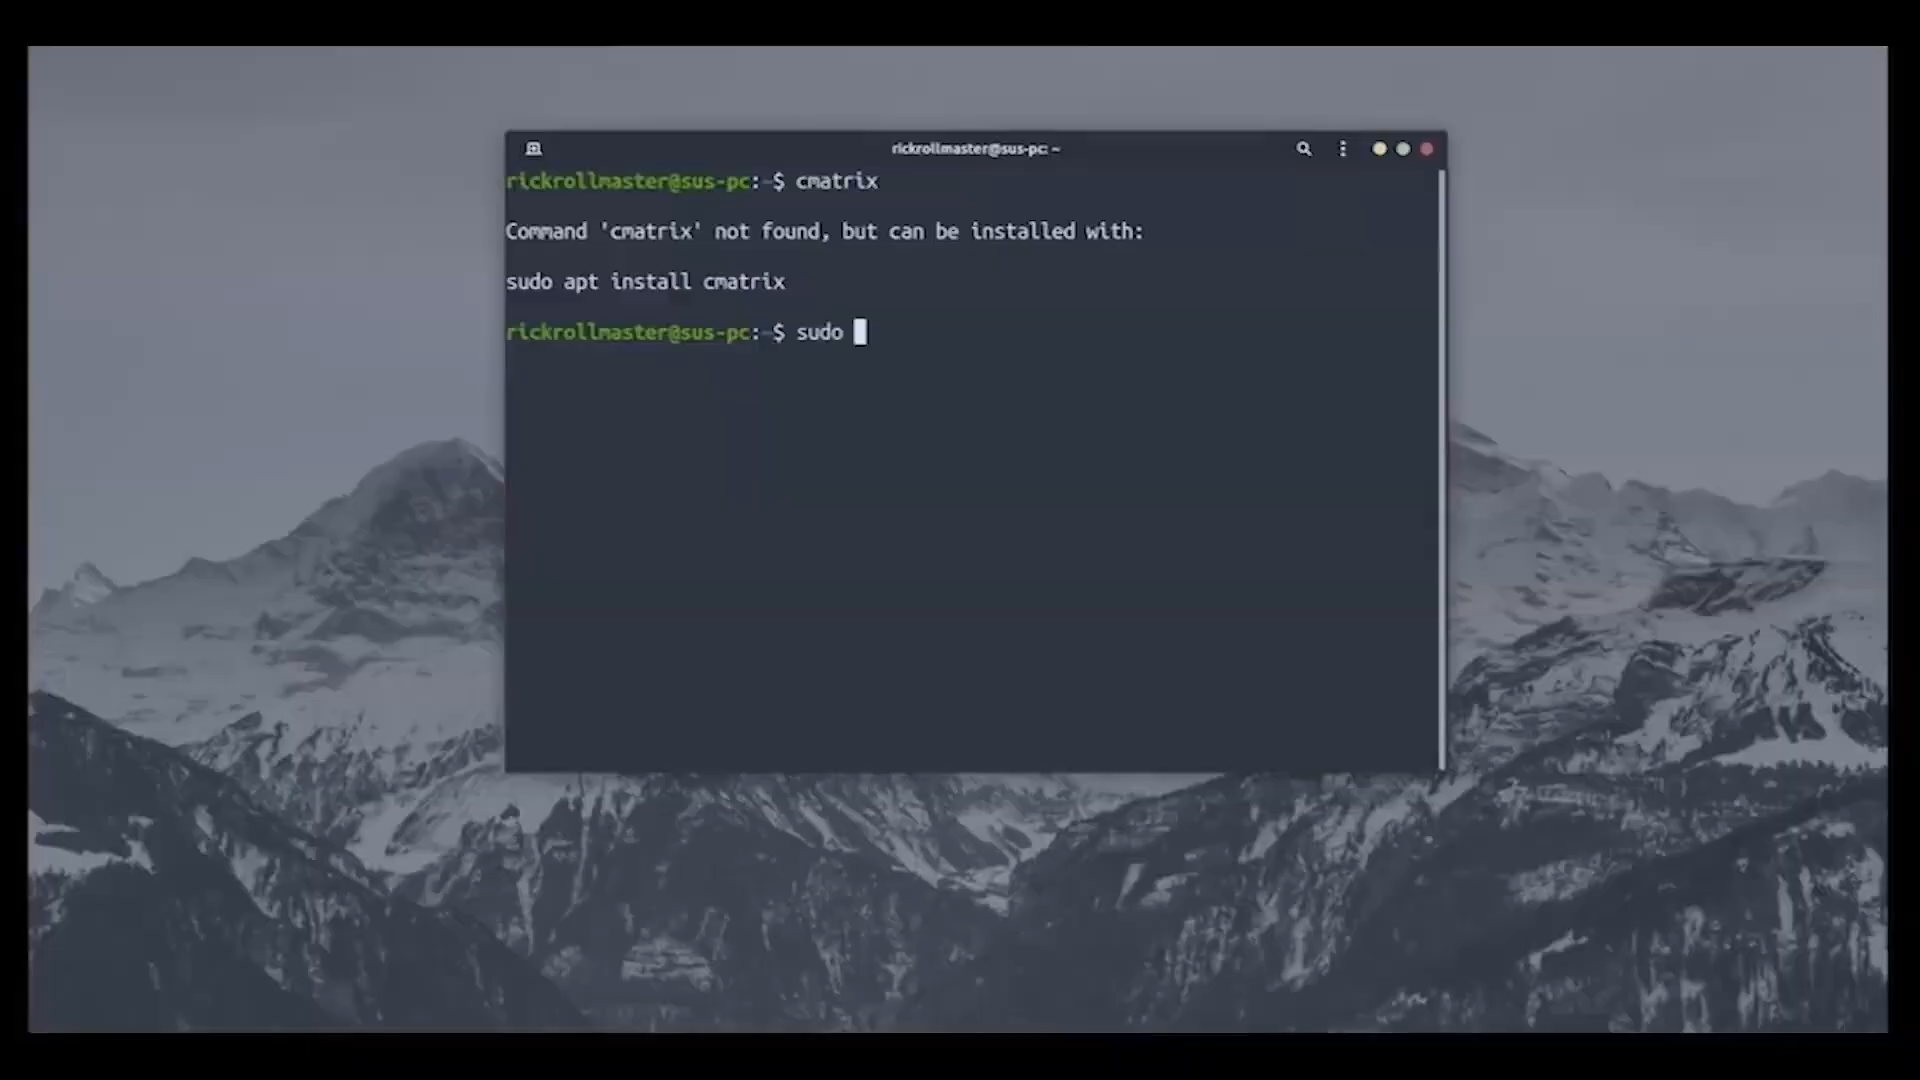 rickrollmaster@sus-pc: ~
rickrollmaster@sus-pc:~$ cmatrix
Command 'cmatrix' not found, but can be installed with:
sudo apt install cmatrix
rickrollmaster@sus-pc:~$ sudo